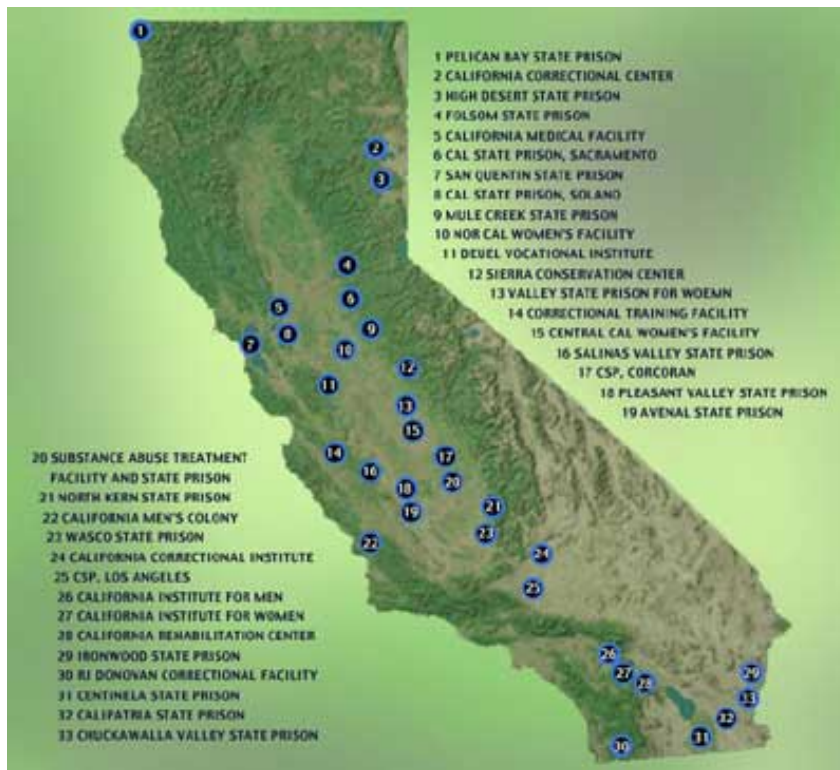 1 PELICAN BAY STATE PRISON
2 CALIFORNIA CORRECTIONAL CENTER
3 HIGH DESERT STATE PRISON
4 FOLSOM STATE PRISON
5 CALIFORNIA MEDICAL FACILITY
6 CAL STATE PRISON, SACRAMENTO
7 SAN QUENTIN STATE PRISON
8 CAL STATE PRISON, SOLANO
9 MULE CREEK STATE PRISON
10 NOR CAL WOMEN'S FACILITY
11 DEUEL VOCATIONAL INSTITUTE
12 SIERRA CONSERVATION CENTER
13 VALLEY STATE PRISON FOR WOEMN
14 CORRECTIONAL TRAINING FACILITY
15 CENTRAL CAL WOMEN'S FACILITY
16 SALINAS VALLEY STATE PRISON
17 CSP, CORCORAN
18 PLEASANT VALLEY STATE PRISON
19 AVENAL STATE PRISON
20 SUBSTANCE ABUSE TREATMENT
FACILITY AND STATE PRISON
21 NORTH KERN STATE PRISON
22 CALIFORNIA MEN'S COLONY
23 WASCO STATE PRISON
24 CALIFORNIA CORRECTIONAL INSTITUTE
25 CSP, LOS ANGELES
26 CALIFORNIA INSTITUTE FOR MEN
27 CALIFORNIA INSTITUTE FOR WOMEN
28 CALIFORNIA REHABILITATION CENTER
29 IRONWOOD STATE PRISON
30 RJ DONOVAN CORRECTIONAL FACILITY
31 CENTINELA STATE PRISON
32 CALIPATRIA STATE PRISON
33 CHUCKAWALLA VALLEY STATE PRISON
1
2
3
4
5
6
7
8
9
10
11
12
13
14
15
16
17
18
19
20
21
22
23
24
25
26
27
28
29
30
31
32
33